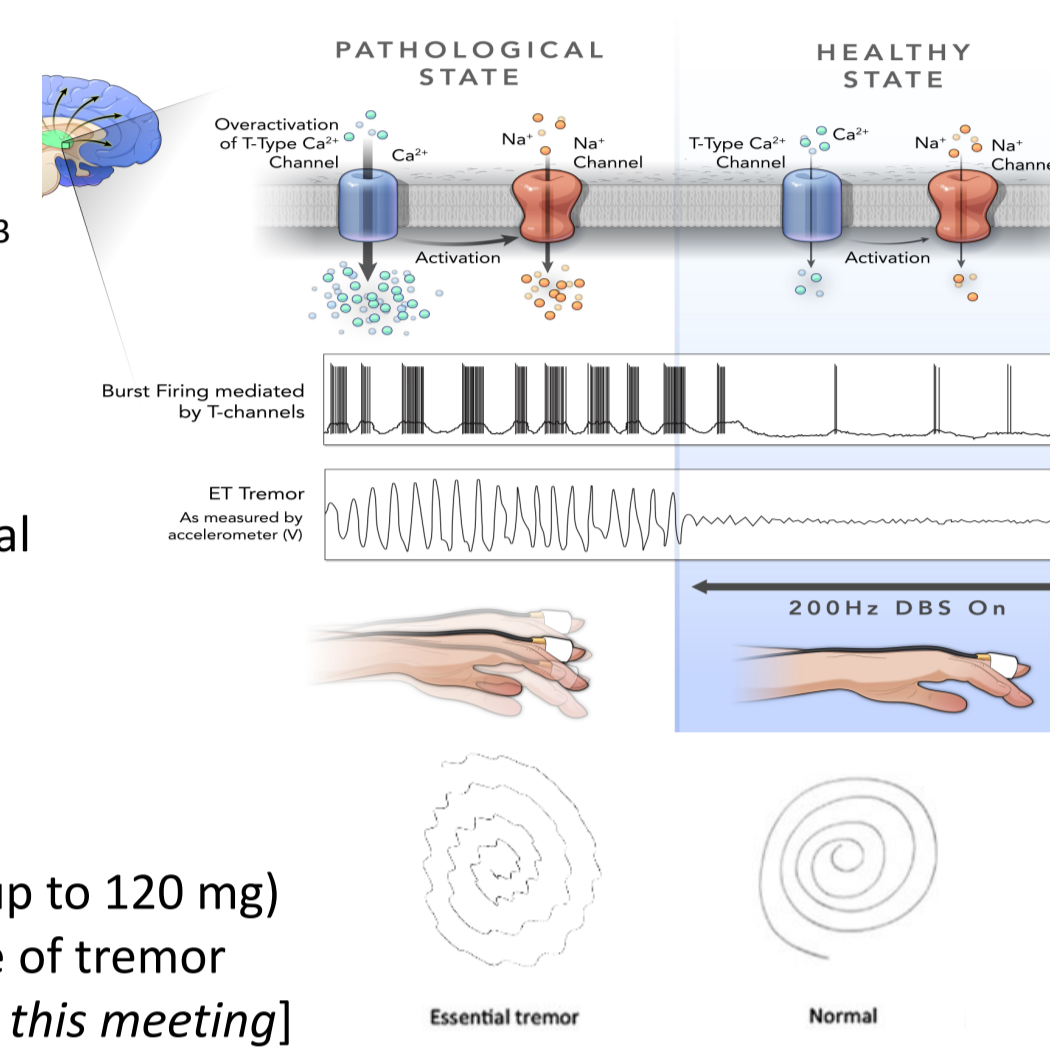 PATHOLOGICAL
STATE
HEALTHY
STATE
Overactivation
of T-Type Ca²⁺
Channel
Ca²⁺
Na⁺
Na⁺
Channel
T-Type Ca²⁺
Channel
Ca²⁺
Na⁺
Na⁺
Channe
Activation
Activation
3
Burst Firing mediated
by T-channels
ET Tremor
As measured by
accelerometer (V)
al
200Hz DBS On
up to 120 mg)
e of tremor
this meeting]
Essential tremor
Normal